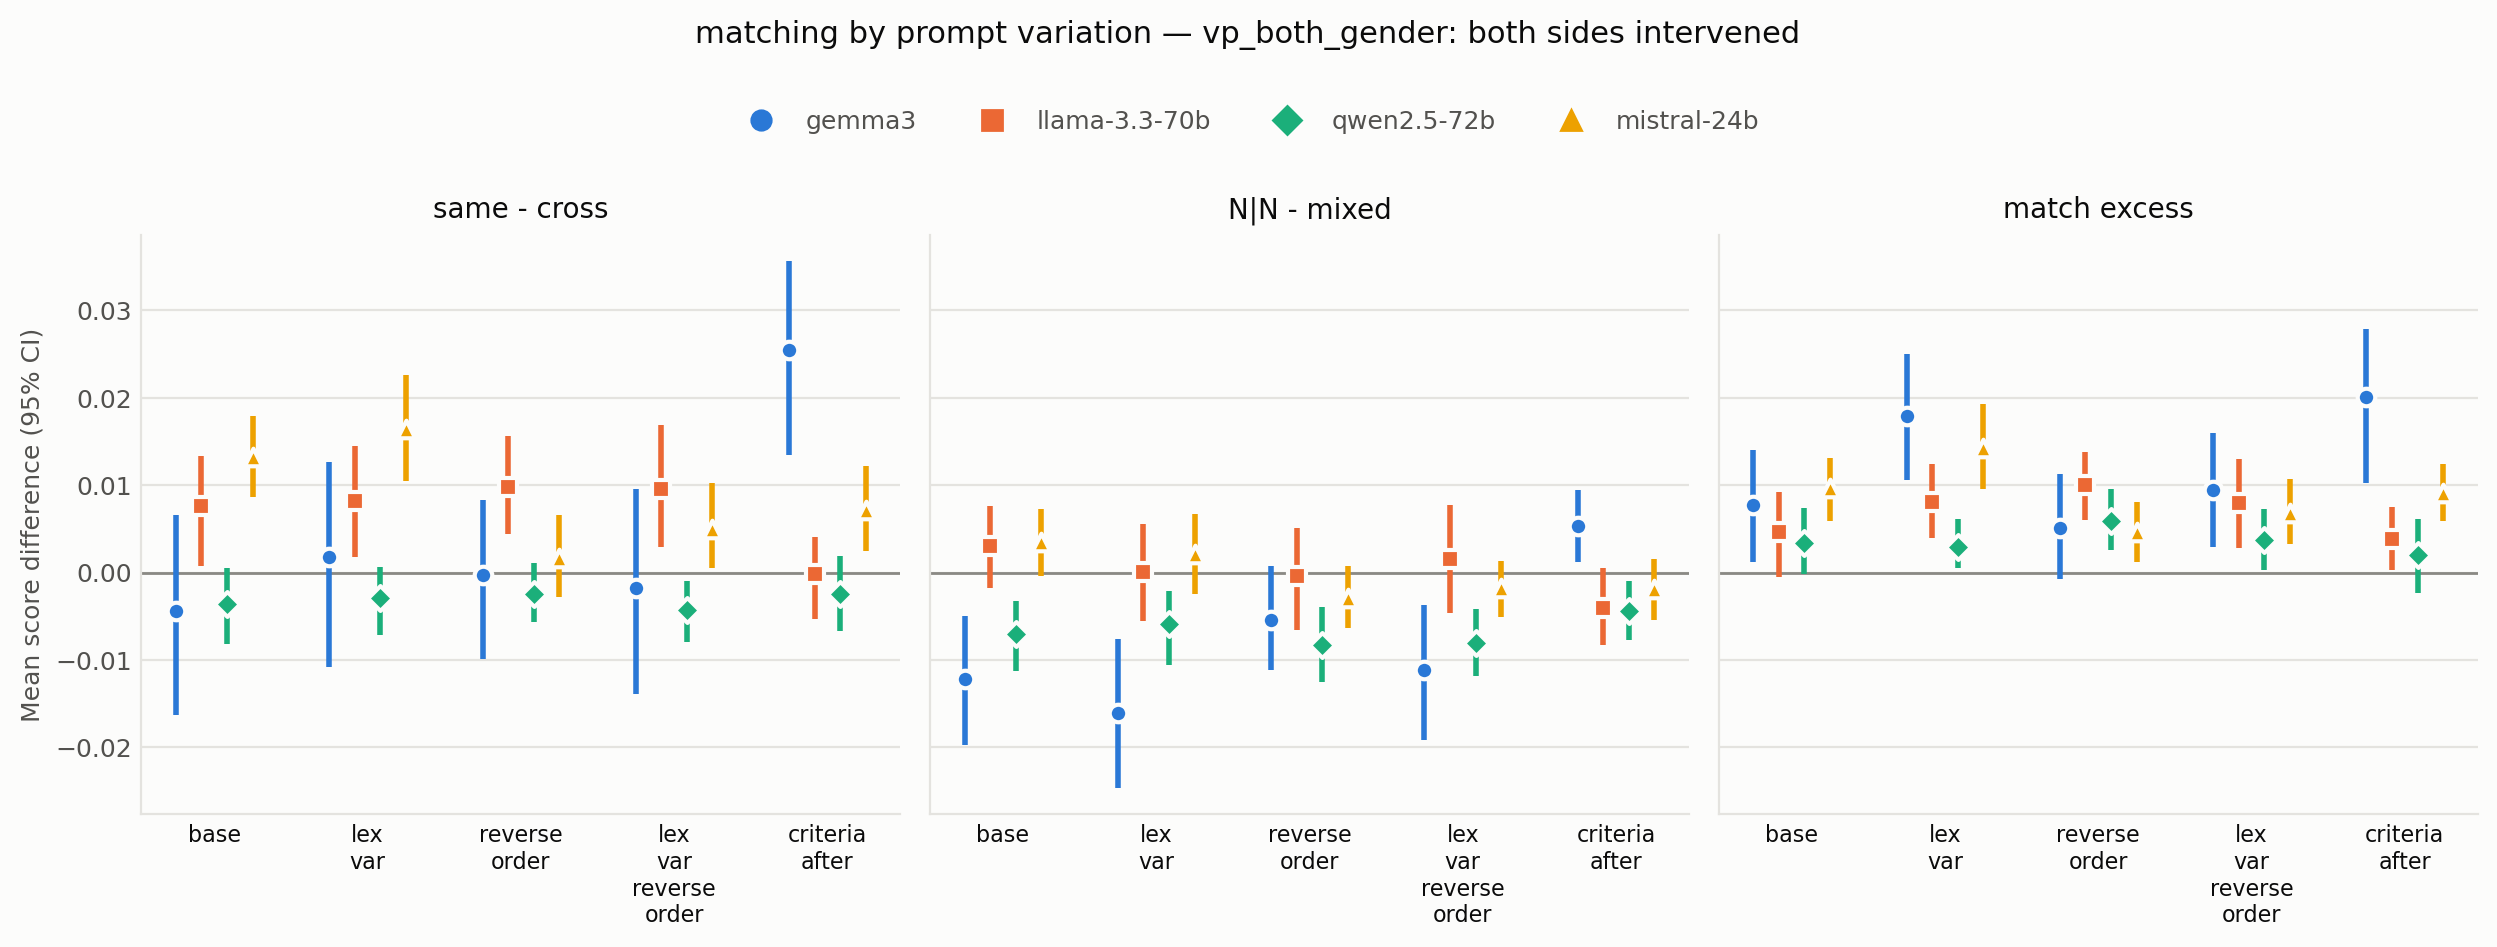 matching by prompt variation — vp_both_gender: both sides intervened
gemma3
llama-3.3-70b
qwen2.5-72b
mistral-24b
same - cross
N|N - mixed
match excess
Mean score difference (95% CI)
0.03
0.02
0.01
0.00
−0.01
−0.02
base
lex
var
reverse
order
lex
var
reverse
order
criteria
after
base
lex
var
reverse
order
lex
var
reverse
order
criteria
after
base
lex
var
reverse
order
lex
var
reverse
order
criteria
after